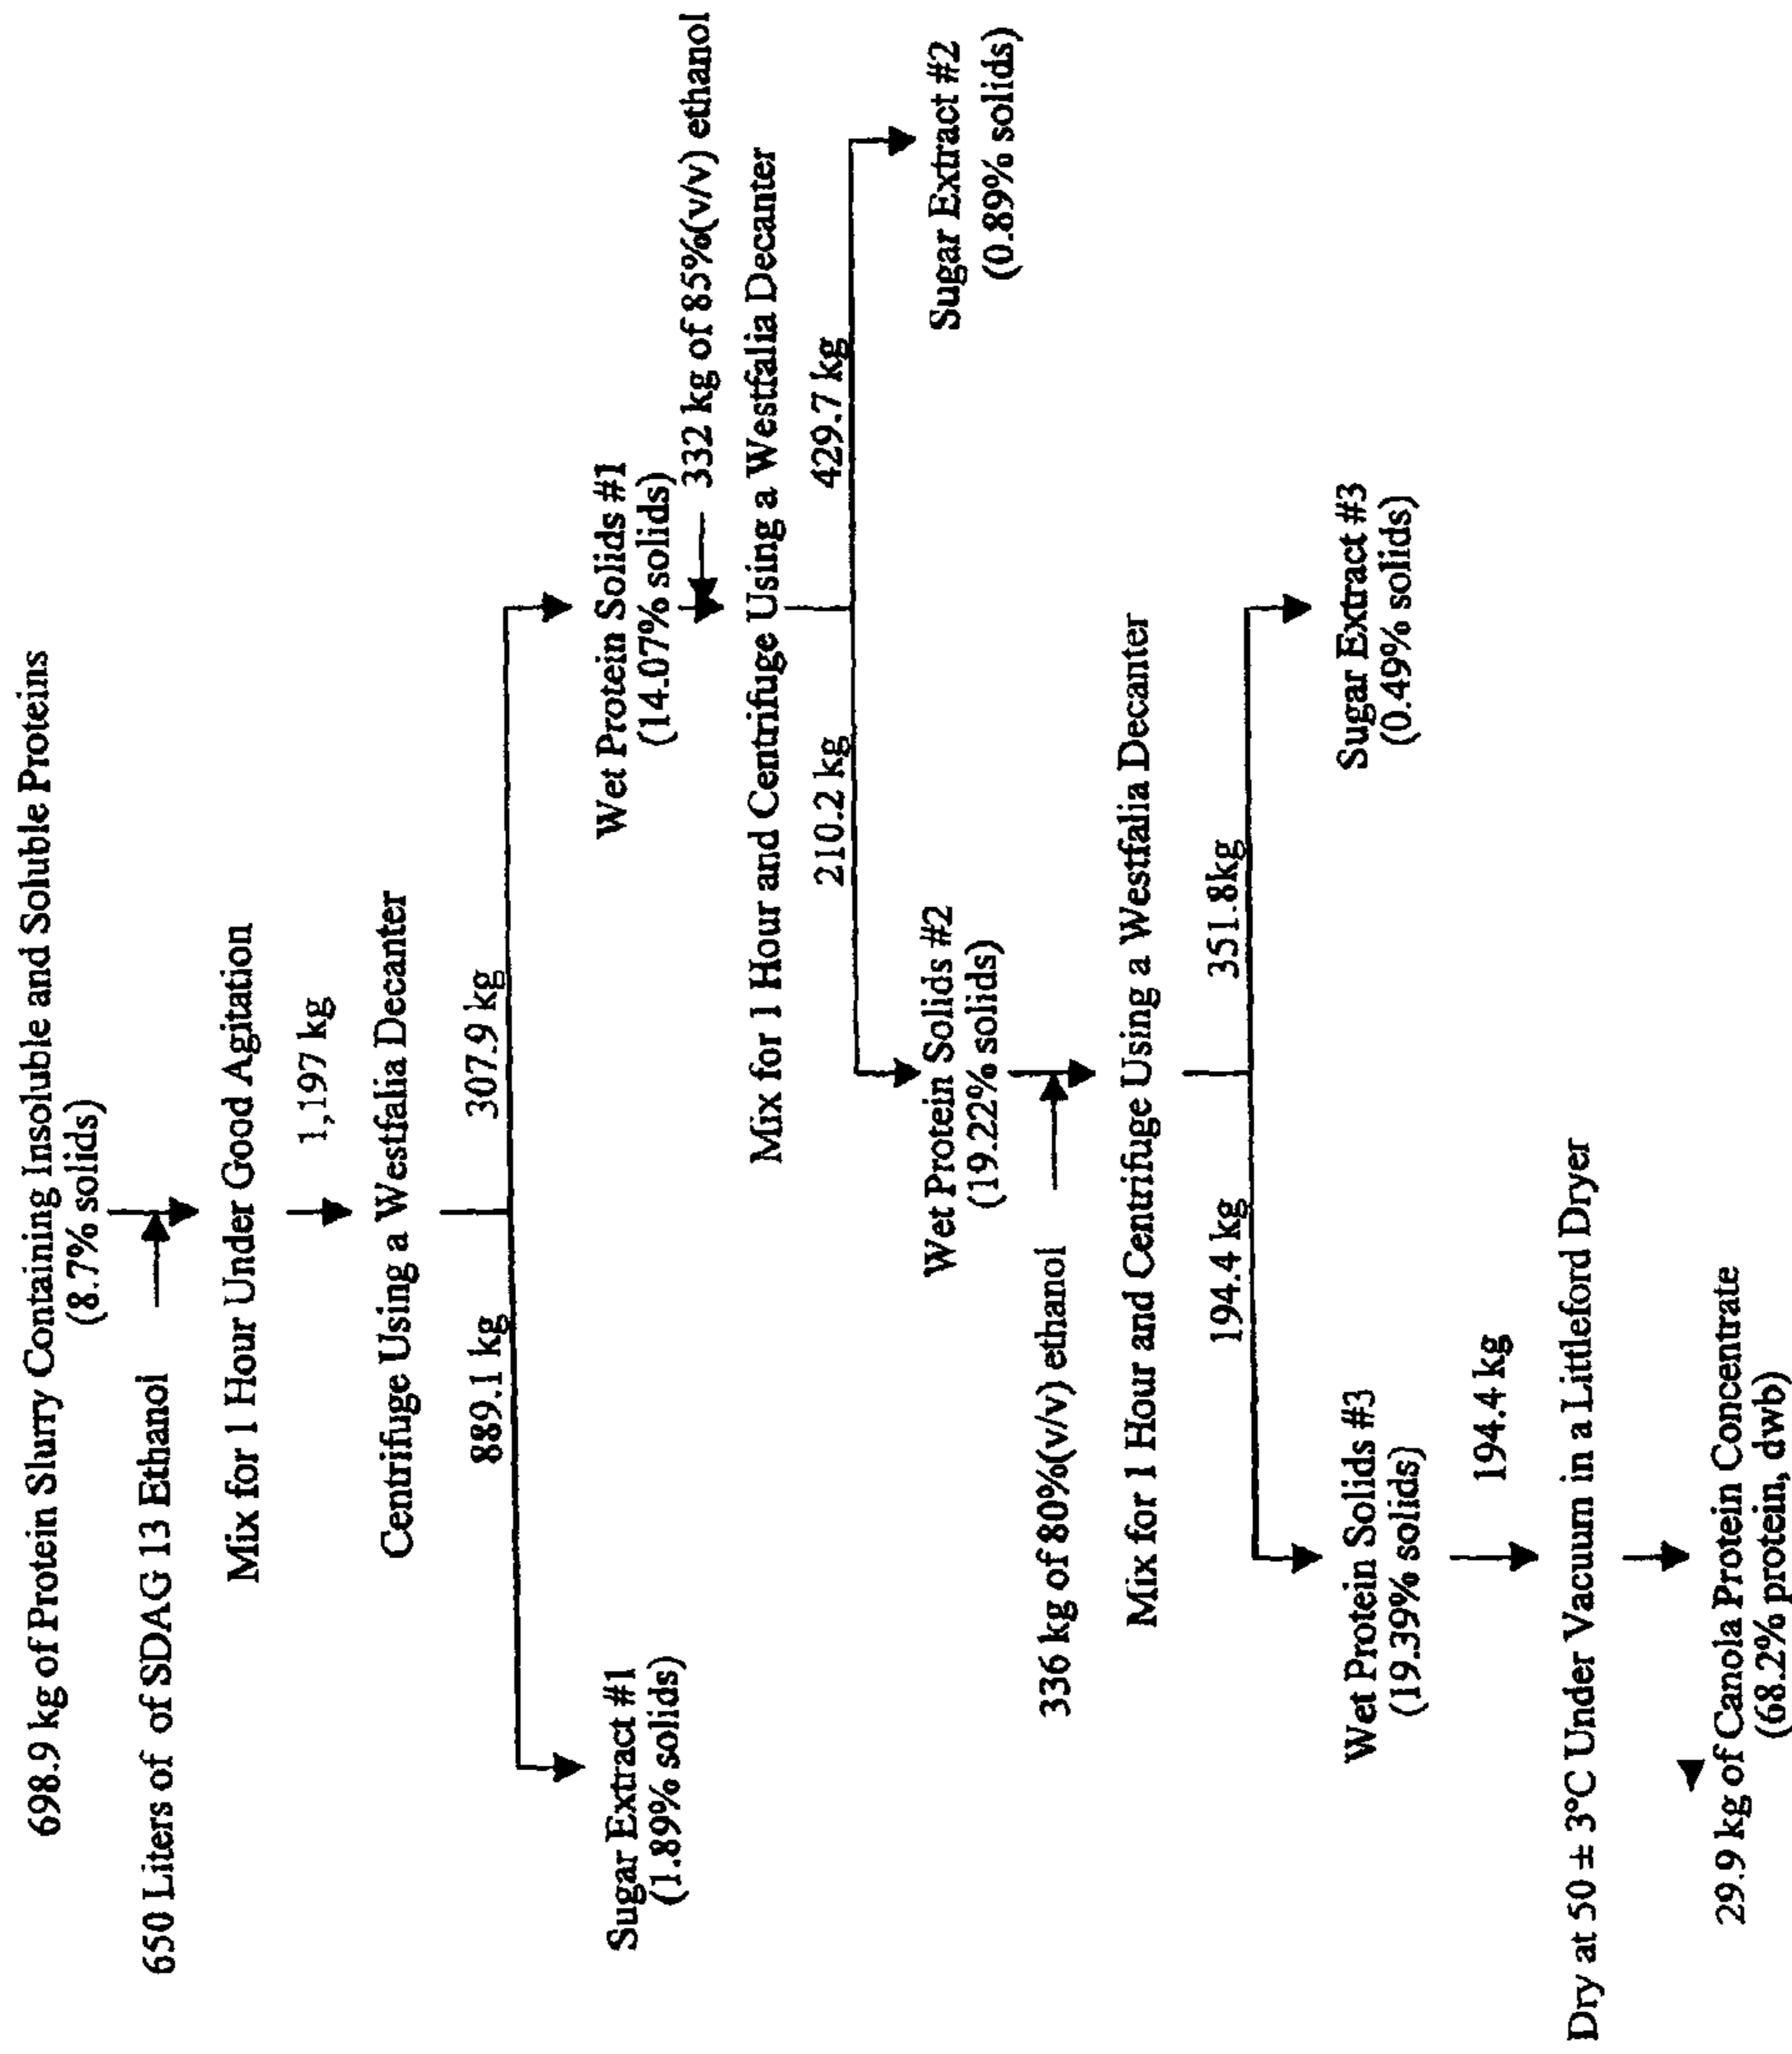 698.9 kg of Protein Slurry Containing Insoluble and Soluble Proteins
(8.7% solids)
650 Liters of of SDAG 13 Ethanol
Mix for 1 Hour Under Good Agitation
1,197 kg
Centrifuge Using a Westfalia Decanter
889.1 kg
307.9 kg
Sugar Extract #1
(1.89% solids)
Wet Protein Solids #1
(14.07% solids)
332 kg of 85%(v/v) ethanol
Mix for 1 Hour and Centrifuge Using a Westfalia Decanter
210.2 kg
429.7 kg
Wet Protein Solids #2
(19.22% solids)
Sugar Extract #2
(0.89% solids)
336 kg of 80%(v/v) ethanol
Mix for 1 Hour and Centrifuge Using a Westfalia Decanter
194.4 kg
351.8kg
Wet Protein Solids #3
(19.39% solids)
Sugar Extract #3
(0.49% solids)
194.4 kg
Dry at 50 ± 3°C Under Vacuum in a Littleford Dryer
29.9 kg of Canola Protein Concentrate
(68.2% protein, dwb)